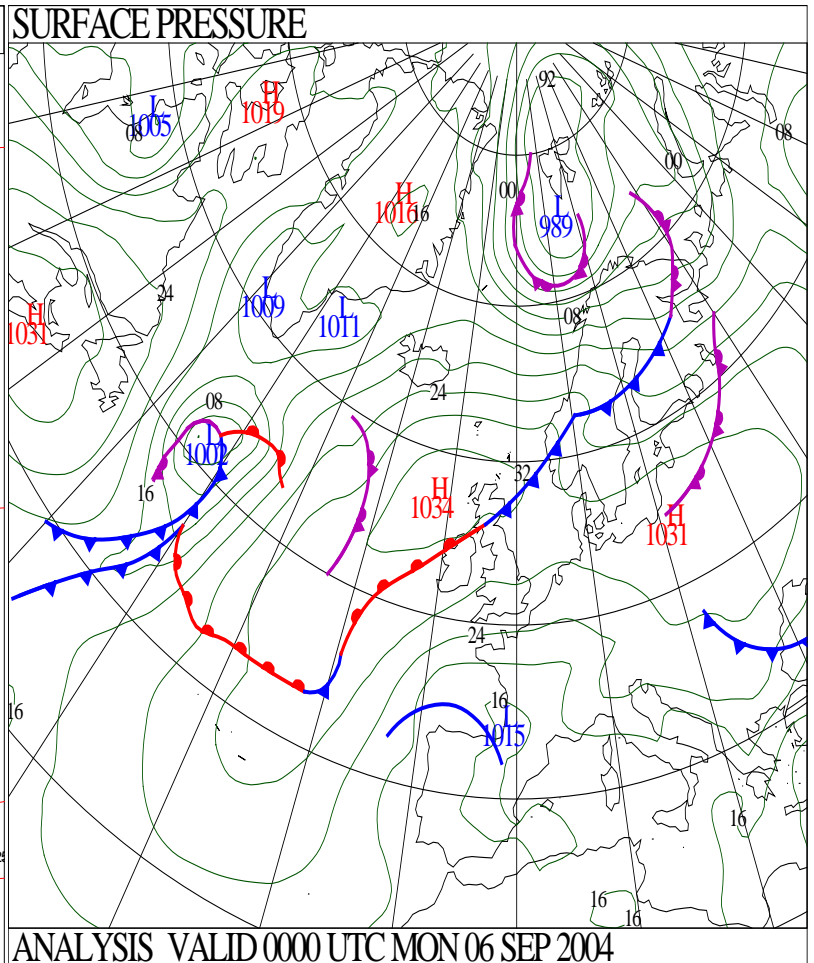 SURFACE PRESSURE
92
H
1019
L
1005
08
08
00
H
1016
16
00
L
989
24
L
1009
L
1011
H
1031
08
24
08
L
1002
16
32
H
1034
H
1031
24
16
L
1015
16
16
16
16
ANALYSIS VALID 0000 UTC MON 06 SEP 2004